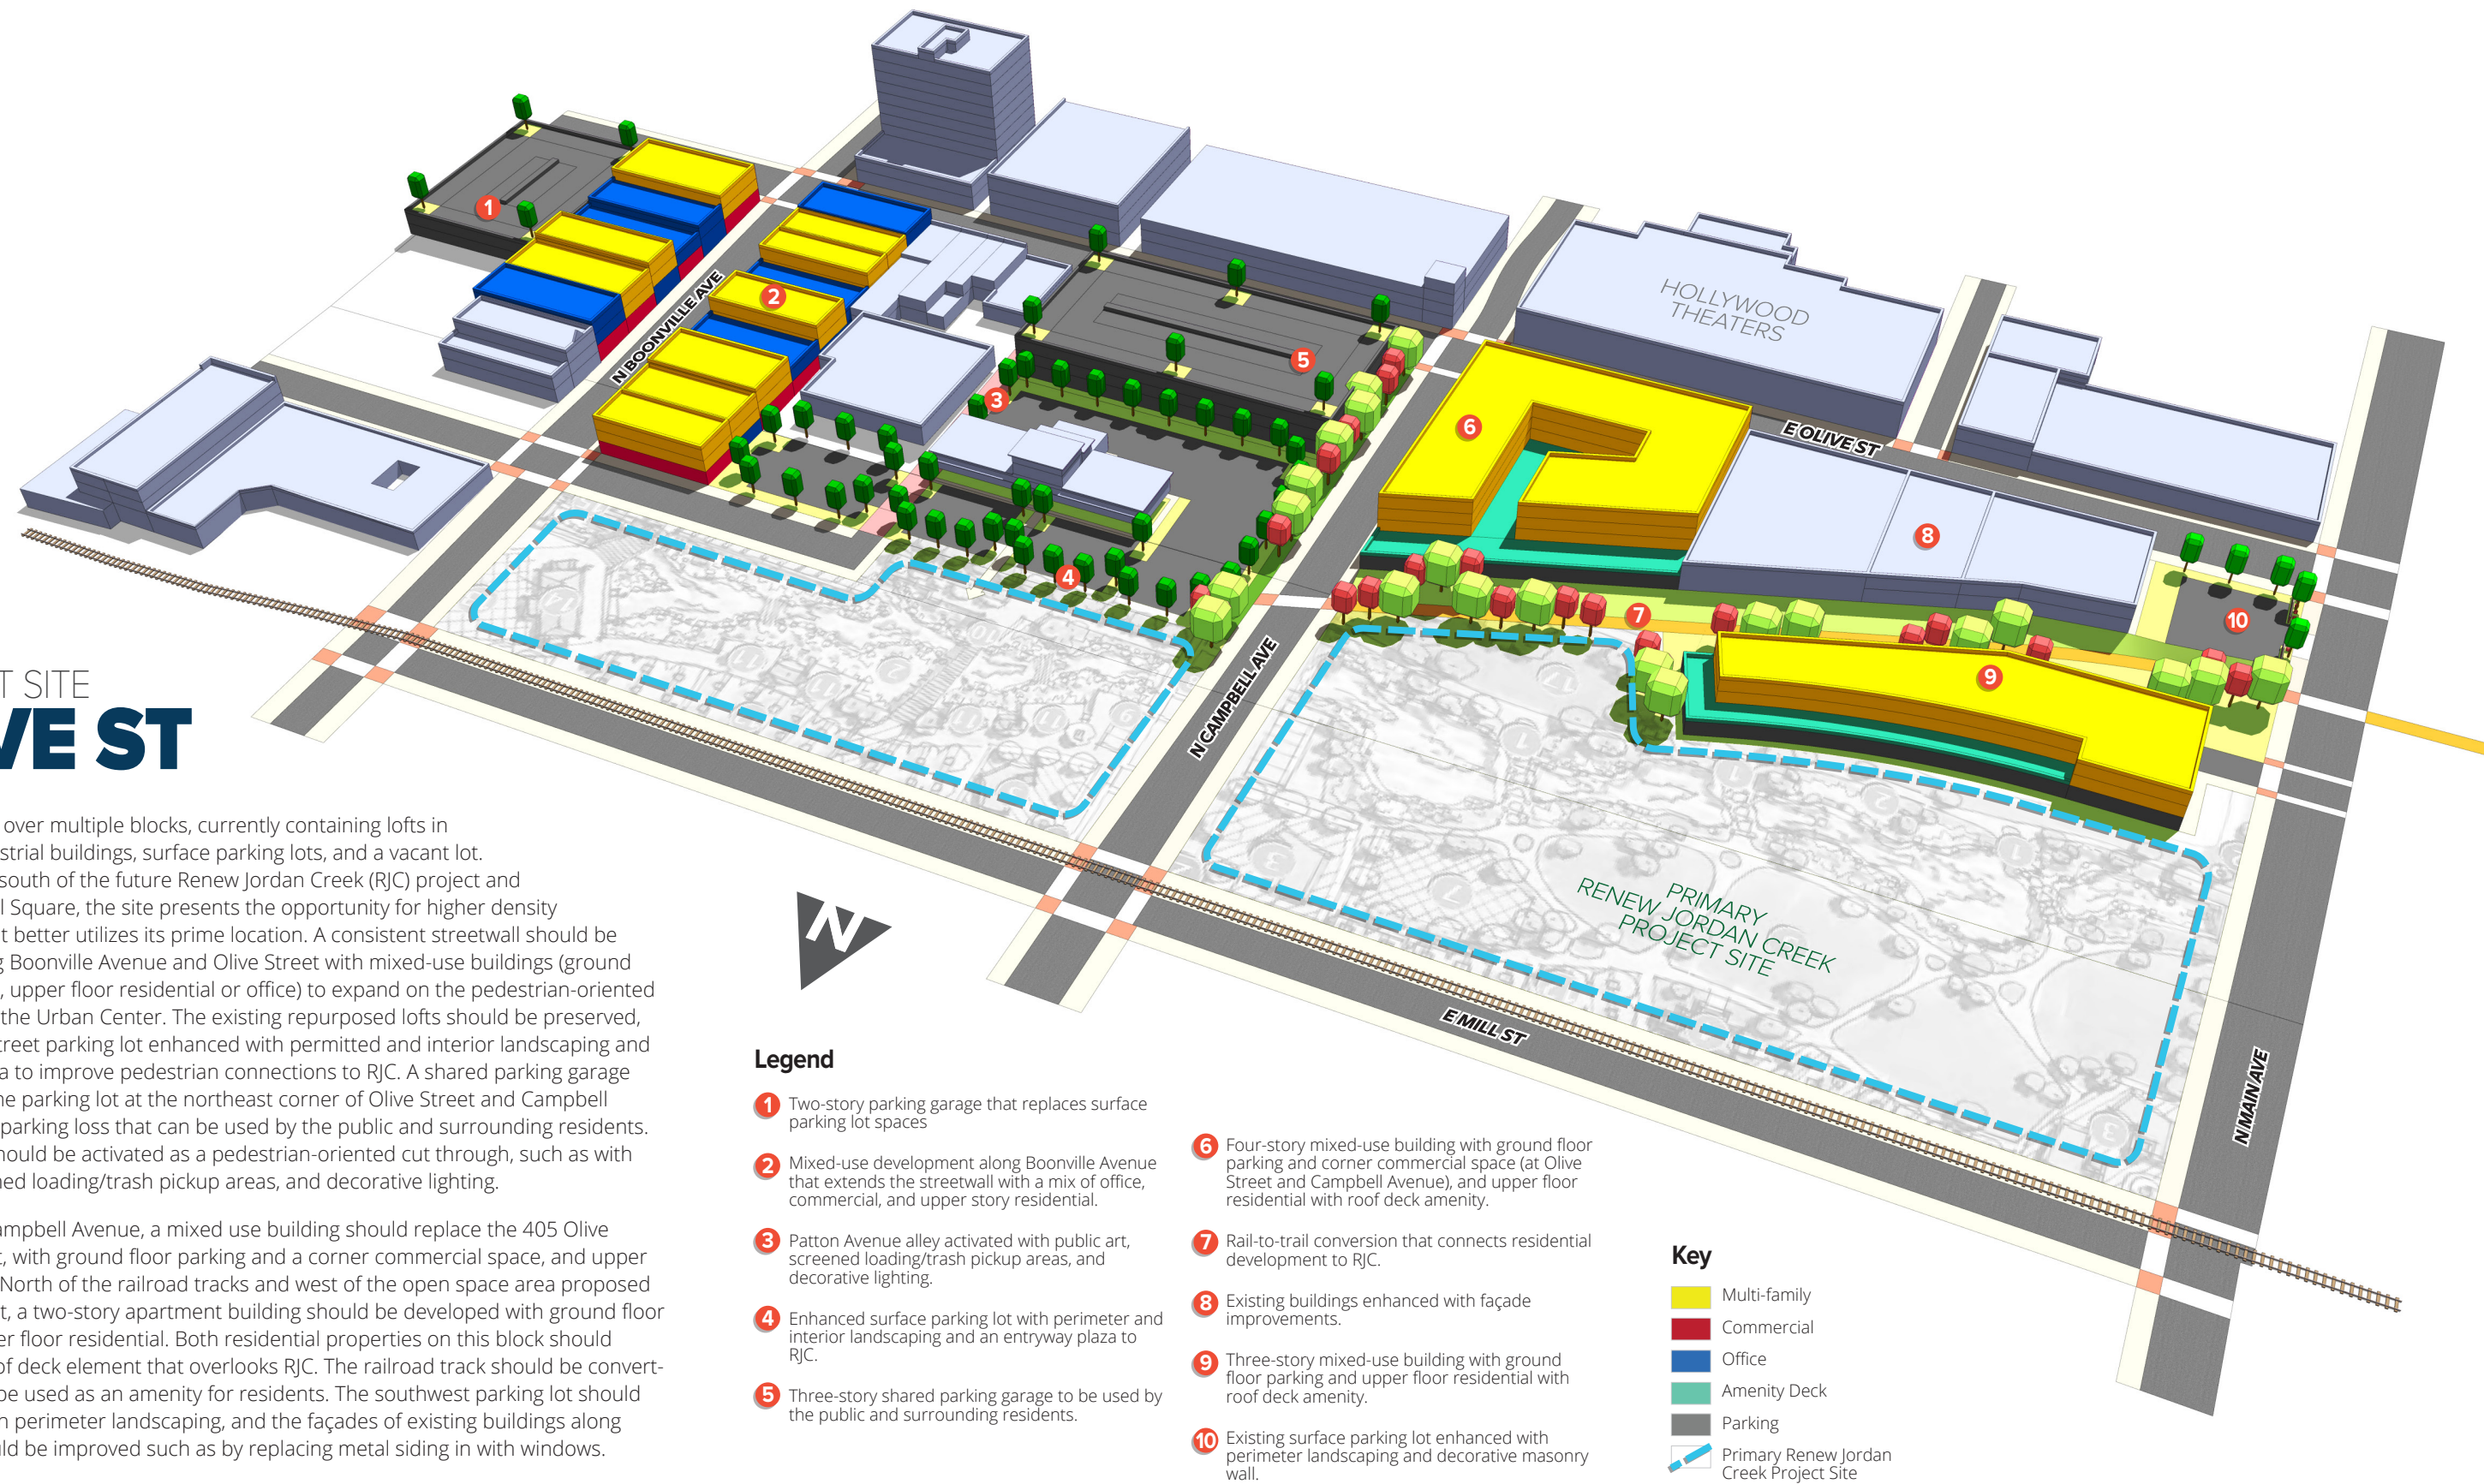 HOLLYWOOD
THEATERS
N BOONVILLE AVE
E OLIVE ST
N CAMPBELL AVE
PRIMARY
RENEW JORDAN CREEK
PROJECT SITE
E MILL ST
N MAIN AVE
N
1
2
3
4
5
6
7
8
9
10
T SITE
VE ST
over multiple blocks, currently containing lofts in
strial buildings, surface parking lots, and a vacant lot.
south of the future Renew Jordan Creek (RJC) project and
l Square, the site presents the opportunity for higher density
t better utilizes its prime location. A consistent streetwall should be
g Boonville Avenue and Olive Street with mixed-use buildings (ground
, upper floor residential or office) to expand on the pedestrian-oriented
the Urban Center. The existing repurposed lofts should be preserved,
treet parking lot enhanced with permitted and interior landscaping and
a to improve pedestrian connections to RJC. A shared parking garage
he parking lot at the northeast corner of Olive Street and Campbell
parking loss that can be used by the public and surrounding residents.
hould be activated as a pedestrian-oriented cut through, such as with
ned loading/trash pickup areas, and decorative lighting.
ampbell Avenue, a mixed use building should replace the 405 Olive
t, with ground floor parking and a corner commercial space, and upper
North of the railroad tracks and west of the open space area proposed
t, a two-story apartment building should be developed with ground floor
er floor residential. Both residential properties on this block should
of deck element that overlooks RJC. The railroad track should be convert-
be used as an amenity for residents. The southwest parking lot should
h perimeter landscaping, and the façades of existing buildings along
uld be improved such as by replacing metal siding in with windows.
Legend
1 Two-story parking garage that replaces surface
parking lot spaces
2 Mixed-use development along Boonville Avenue
that extends the streetwall with a mix of office,
commercial, and upper story residential.
3 Patton Avenue alley activated with public art,
screened loading/trash pickup areas, and
decorative lighting.
4 Enhanced surface parking lot with perimeter and
interior landscaping and an entryway plaza to
RJC.
5 Three-story shared parking garage to be used by
the public and surrounding residents.
6 Four-story mixed-use building with ground floor
parking and corner commercial space (at Olive
Street and Campbell Avenue), and upper floor
residential with roof deck amenity.
7 Rail-to-trail conversion that connects residential
development to RJC.
8 Existing buildings enhanced with façade
improvements.
9 Three-story mixed-use building with ground
floor parking and upper floor residential with
roof deck amenity.
10 Existing surface parking lot enhanced with
perimeter landscaping and decorative masonry
wall.
Key
Multi-family
Commercial
Office
Amenity Deck
Parking
Primary Renew Jordan
Creek Project Site